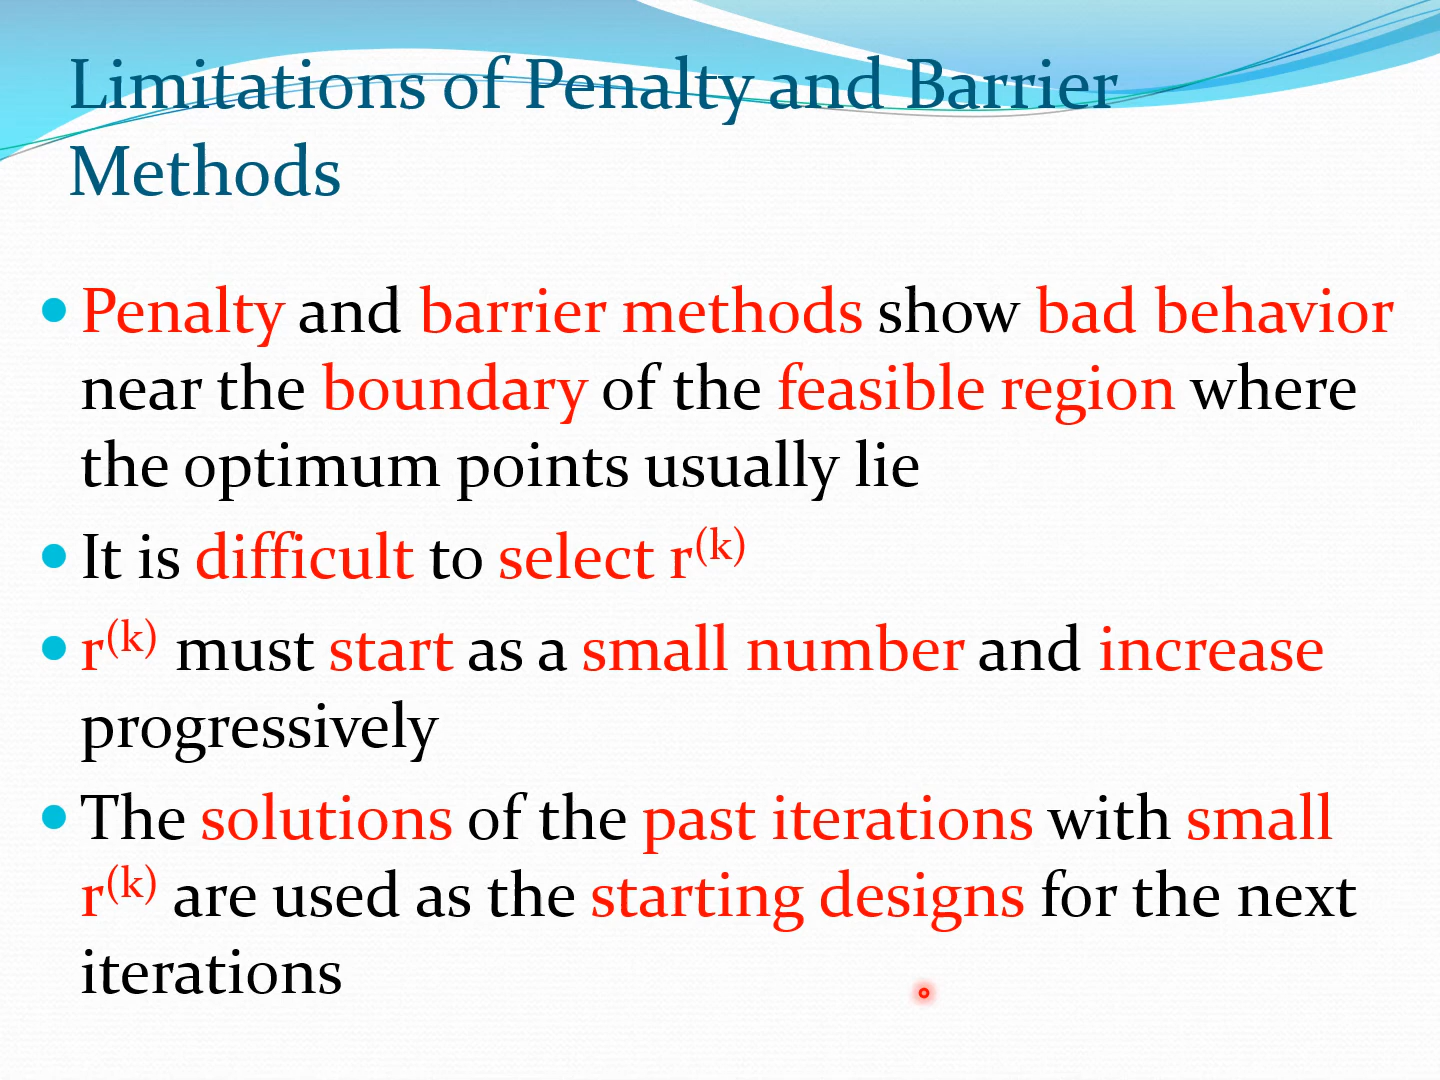 Limitations of Penalty and Barrier
Methods
• Penalty and barrier methods show bad behavior
near the boundary of the feasible region where
the optimum points usually lie
• It is difficult to select r⁽ᵏ⁾
• r⁽ᵏ⁾ must start as a small number and increase
progressively
• The solutions of the past iterations with small
r⁽ᵏ⁾ are used as the starting designs for the next
iterations